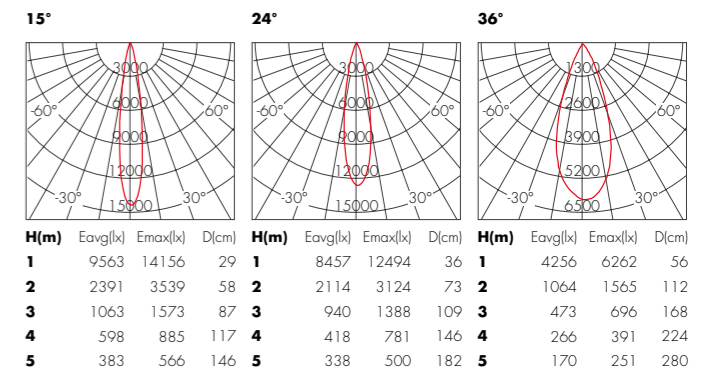 15° 24° 36°
3000 3000 1300
6000 6000 2600
-60° 60° -60° 60° -60° 60°
9000 9000 3900
12000 12000 5200
-30° 30° -30° 30° -30° 30°
15000 15000 6500
H(m) Eavg(lx) Emax(lx) D(cm) H(m) Eavg(lx) Emax(lx) D(cm) H(m) Eavg(lx) Emax(lx) D(cm)
1 9563 14156 29 1 8457 12494 36 1 4256 6262 56
2 2391 3539 58 2 2114 3124 73 2 1064 1565 112
3 1063 1573 87 3 940 1388 109 3 473 696 168
4 598 885 117 4 418 781 146 4 266 391 224
5 383 566 146 5 338 500 182 5 170 251 280